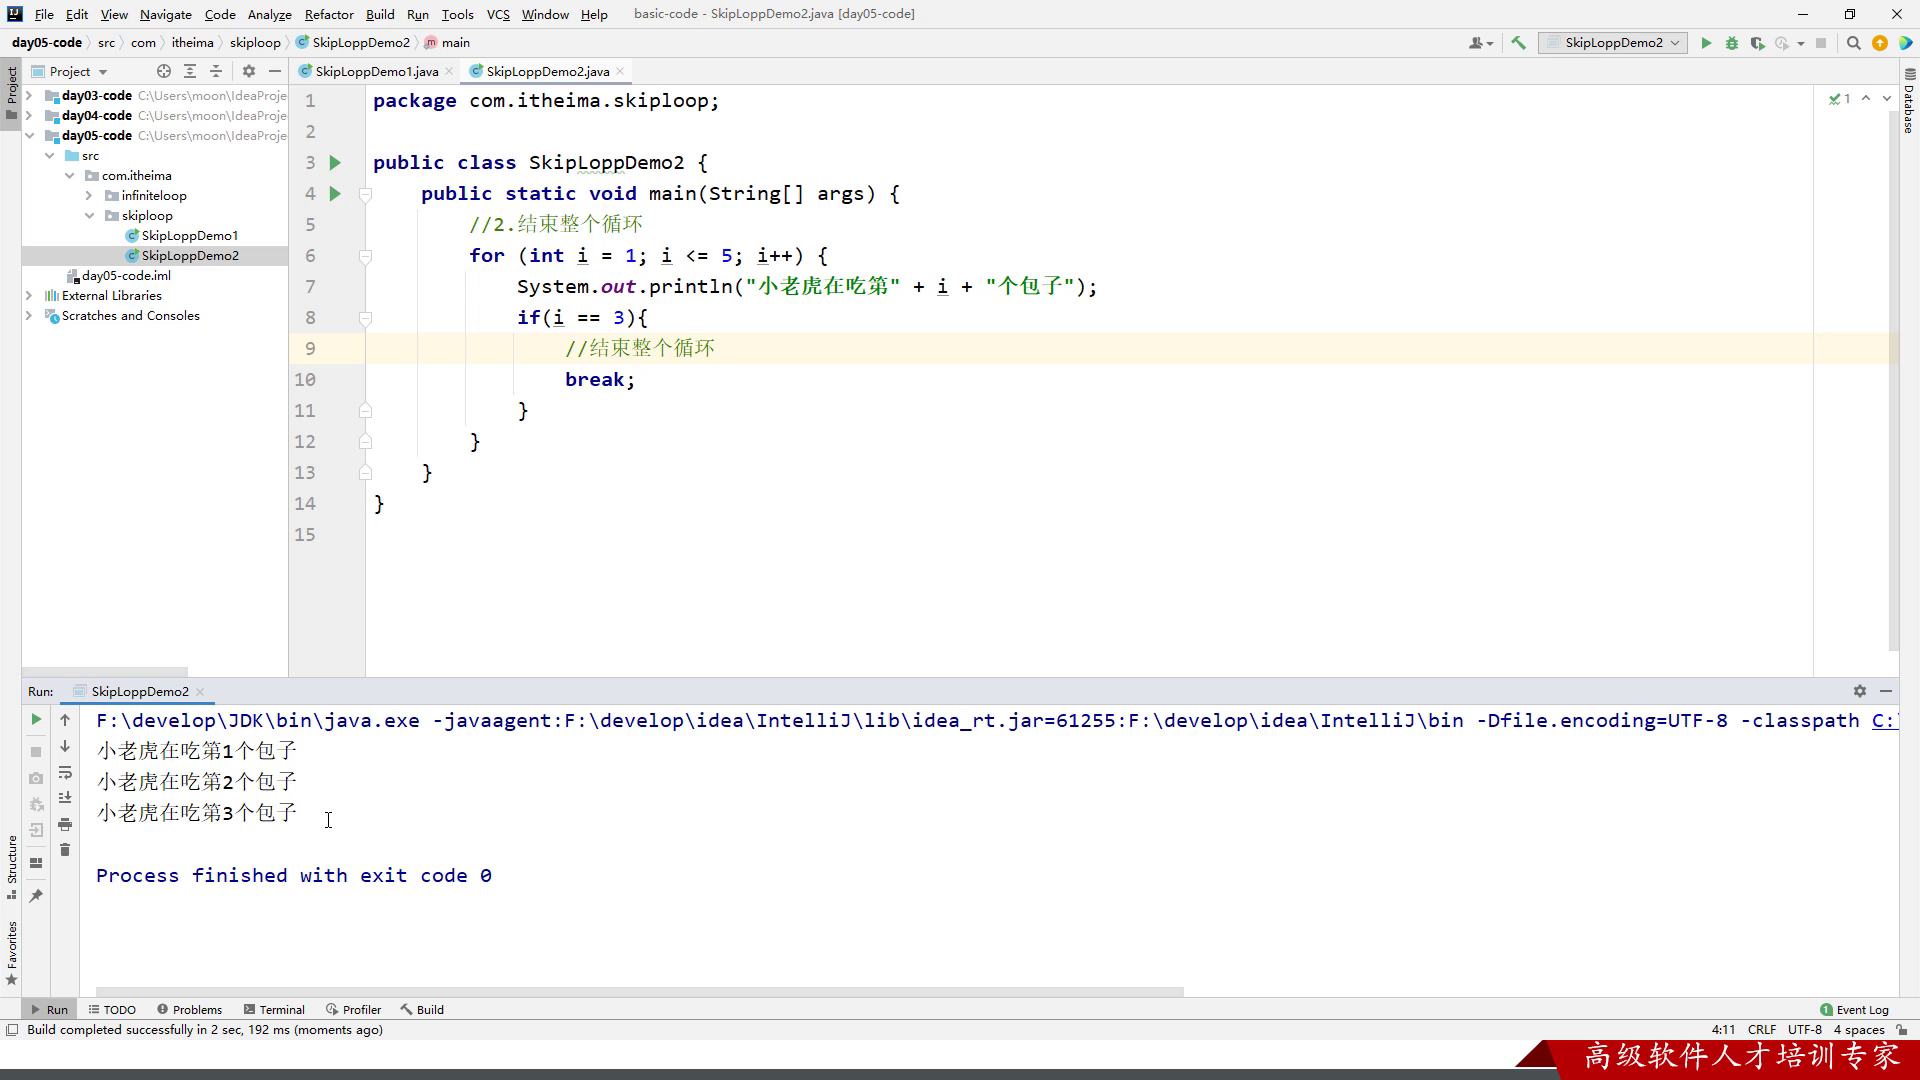 File Edit View Navigate Code Analyze Refactor Build Run Tools VCS Window Help basic-code - SkipLoppDemo2.java [day05-code]
day05-code src com itheima skiploop SkipLoppDemo2 main SkipLoppDemo2
Project SkipLoppDemo1.java SkipLoppDemo2.java
Project
day03-code C:\Users\moon\IdeaProje
day04-code C:\Users\moon\IdeaProje
day05-code C:\Users\moon\IdeaProje
src
com.itheima
infiniteloop
skiploop
SkipLoppDemo1
SkipLoppDemo2
day05-code.iml
External Libraries
Scratches and Consoles
1 package com.itheima.skiploop;
2
3 public class SkipLoppDemo2 {
4 public static void main(String[] args) {
5 //2.结束整个循环
6 for (int i = 1; i <= 5; i++) {
7 System.out.println("小老虎在吃第" + i + "个包子");
8 if(i == 3){
9 //结束整个循环
10 break;
11 }
12 }
13 }
14 }
15
1
Database
Run: SkipLoppDemo2
F:\develop\JDK\bin\java.exe -javaagent:F:\develop\idea\IntelliJ\lib\idea_rt.jar=61255:F:\develop\idea\IntelliJ\bin -Dfile.encoding=UTF-8 -classpath C:
小老虎在吃第1个包子
小老虎在吃第2个包子
小老虎在吃第3个包子
Process finished with exit code 0
Structure
Favorites
Run TODO Problems Terminal Profiler Build 1 Event Log
Build completed successfully in 2 sec, 192 ms (moments ago) 4:11 CRLF UTF-8 4 spaces
高级软件人才培训专家